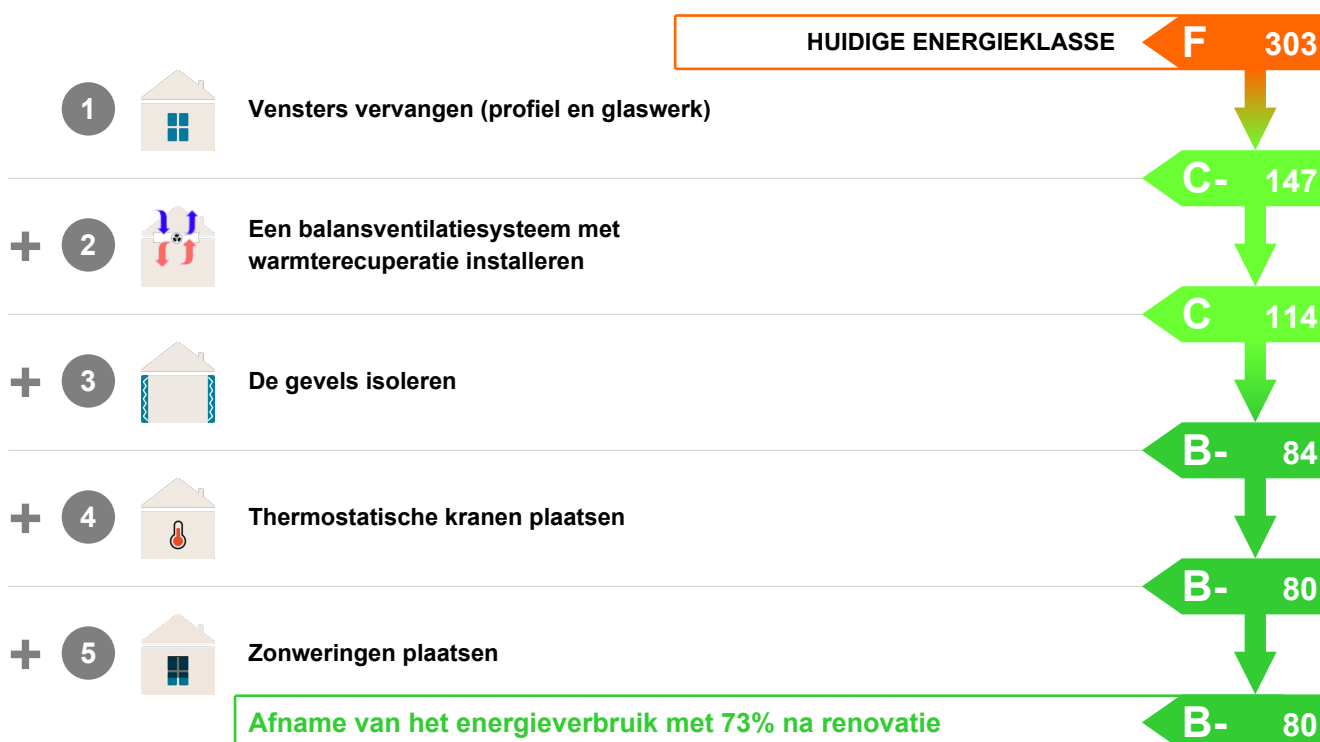 HUIDIGE ENERGIEKLASSE F 303
1 Vensters vervangen (profiel en glaswerk)
C- 147
+ 2 Een balansventilatiesysteem met
warmterecuperatie installeren
C 114
+ 3 De gevels isoleren
B- 84
+ 4 Thermostatische kranen plaatsen
B- 80
+ 5 Zonweringen plaatsen
Afname van het energieverbruik met 73% na renovatie B- 80